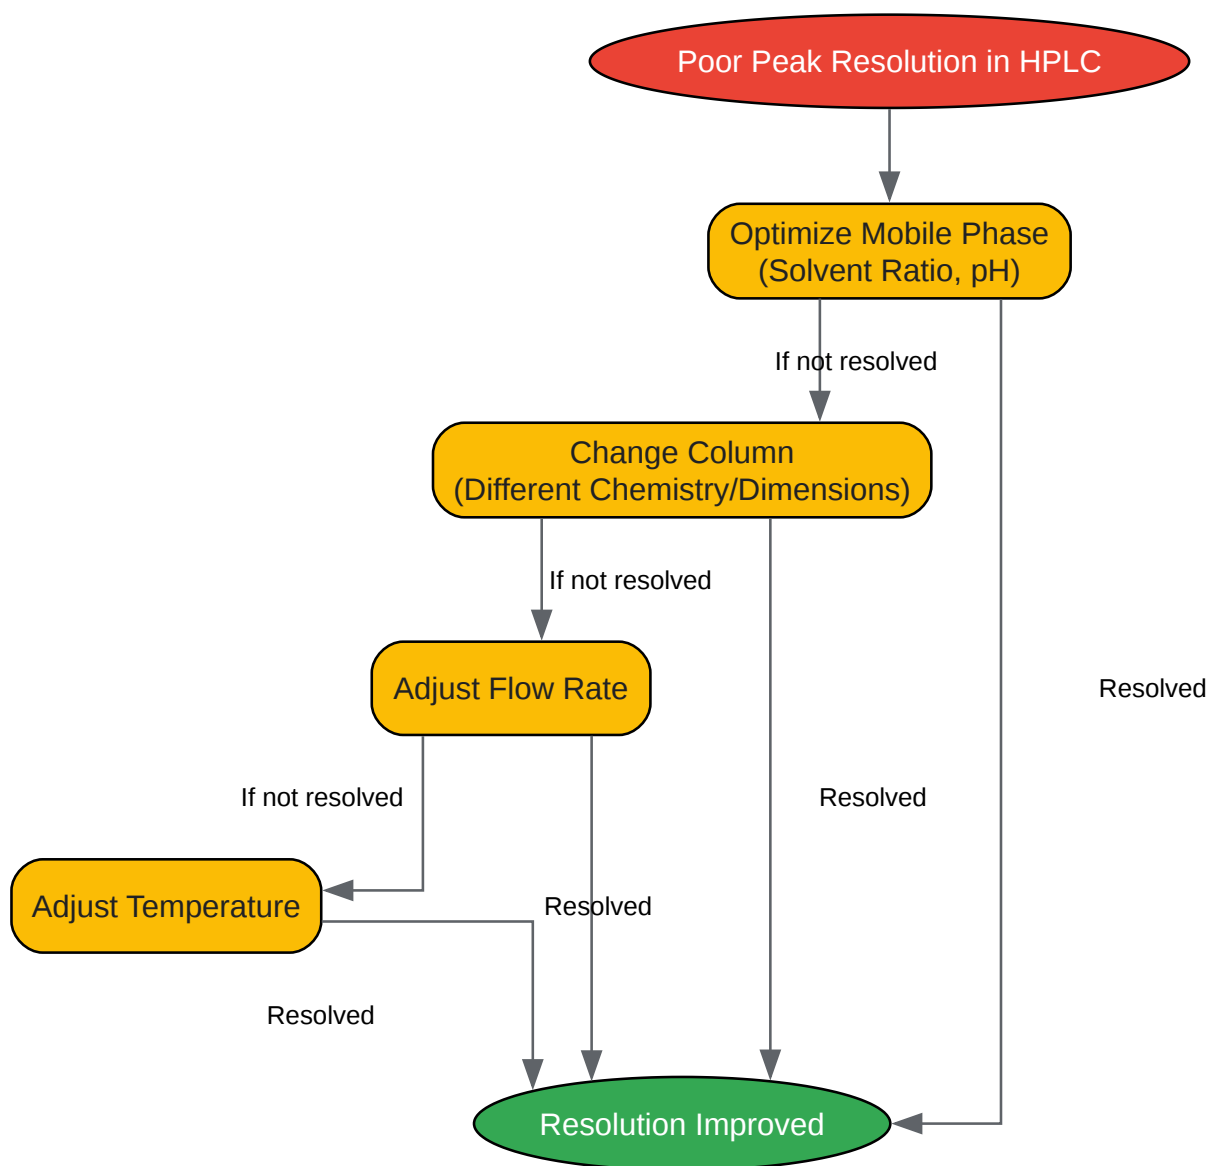 Poor Peak Resolution in HPLC
Optimize Mobile Phase
(Solvent Ratio, pH)
If not resolved
Change Column
(Different Chemistry/Dimensions)
If not resolved
Adjust Flow Rate
Resolved
If not resolved
Resolved
Adjust Temperature
Resolved
Resolved
Resolution Improved